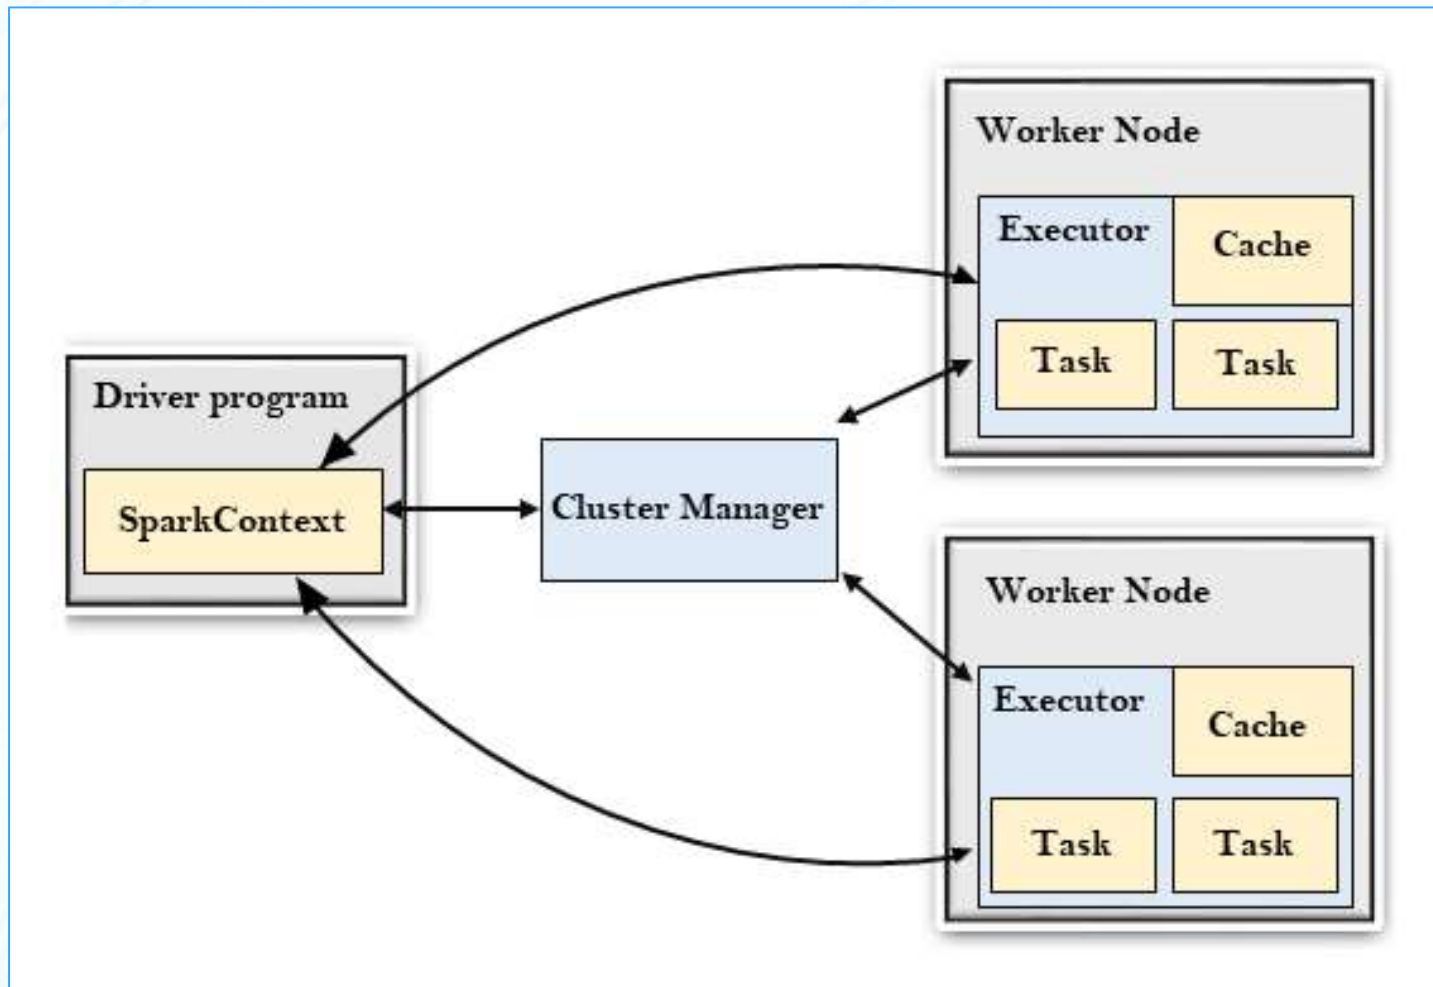 Worker Node
Executor
Cache
Task
Task
Driver program
SparkContext
Cluster Manager
Worker Node
Executor
Cache
Task
Task